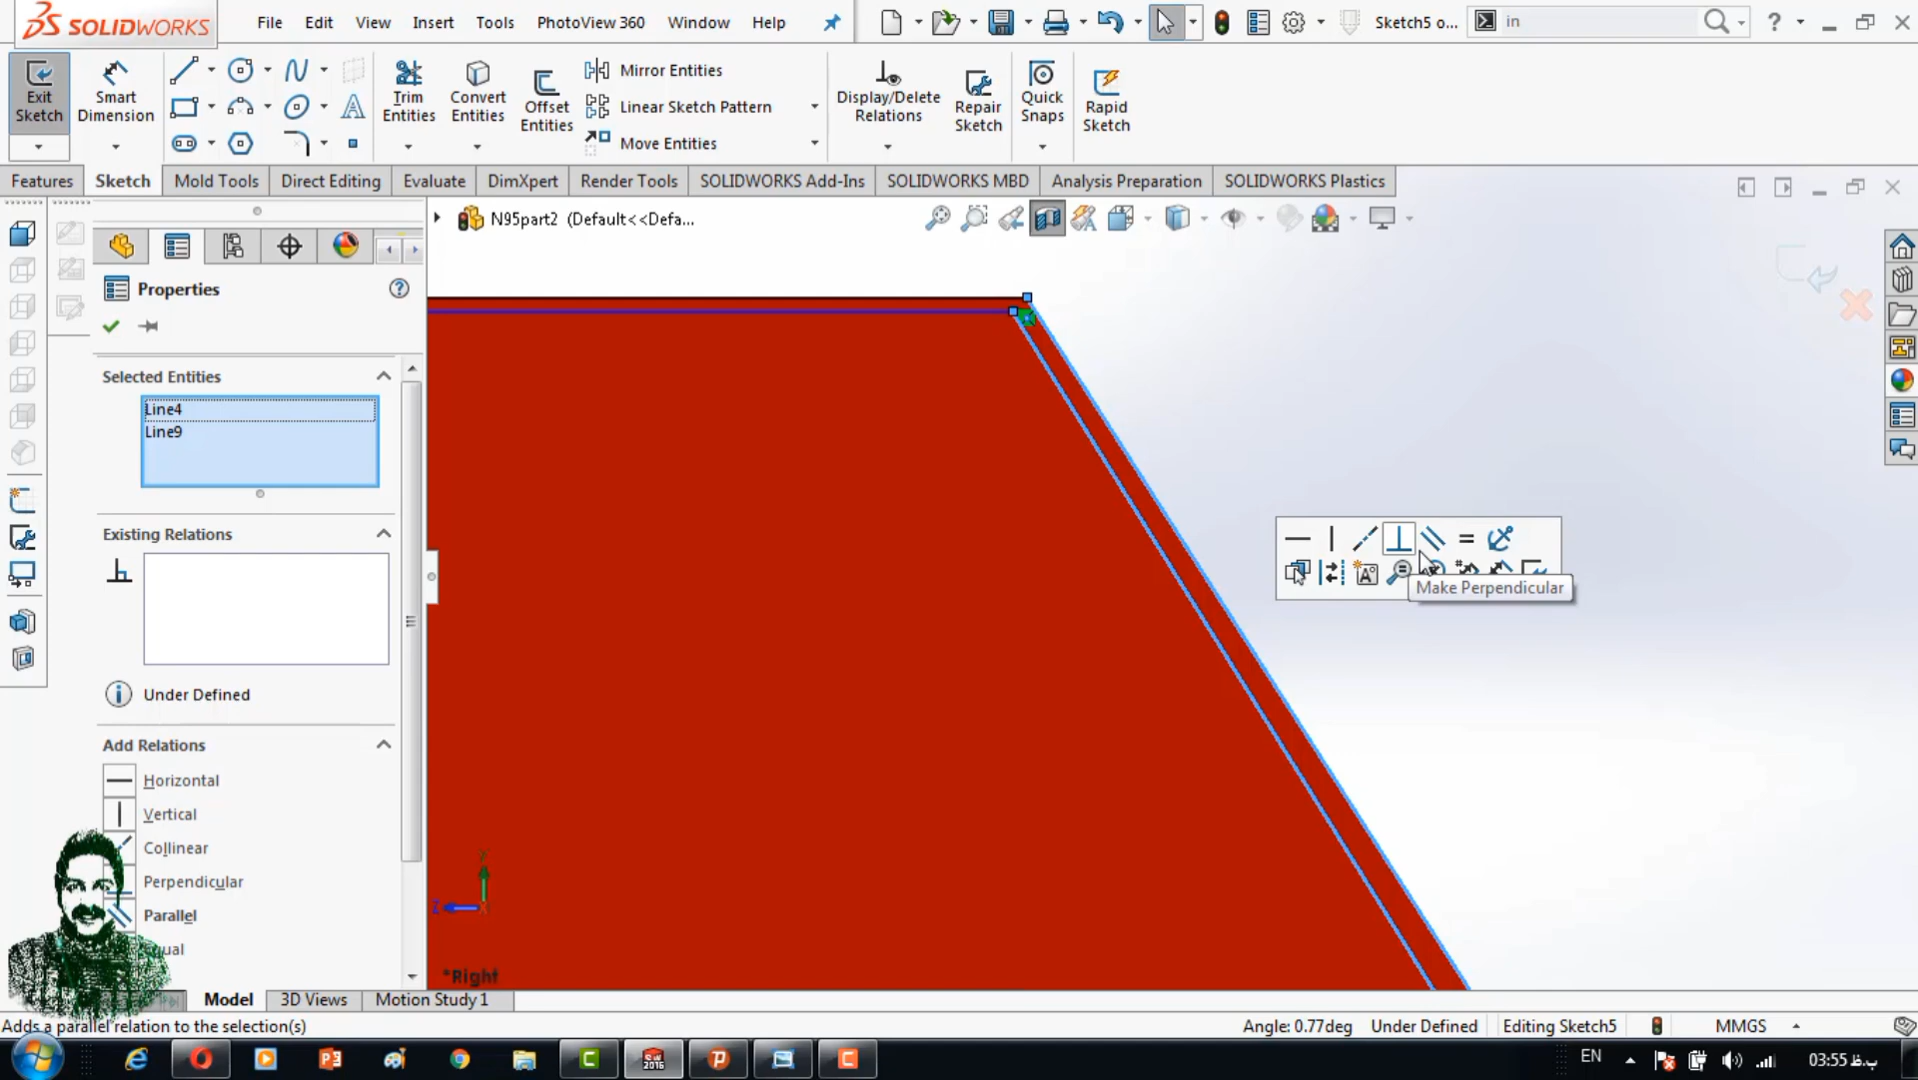 SOLIDWORKS
File Edit View Insert Tools PhotoView 360 Window Help
Sketch5 o...
in
Exit Sketch
Smart Dimension
Trim Entities
Convert Entities
Offset Entities
Mirror Entities
Linear Sketch Pattern
Move Entities
Display/Delete Relations
Repair Sketch
Quick Snaps
Rapid Sketch
Features Sketch Mold Tools Direct Editing Evaluate DimXpert Render Tools SOLIDWORKS Add-Ins SOLIDWORKS MBD Analysis Preparation SOLIDWORKS Plastics
N95part2 (Default<<Defa...
Properties
Selected Entities
Line4
Line9
Existing Relations
Under Defined
Add Relations
Horizontal
Vertical
Collinear
Perpendicular
Parallel
Make Perpendicular
Y
Z
*Right
Model 3D Views Motion Study 1
Adds a parallel relation to the selection(s)
Angle: 0.77deg Under Defined Editing Sketch5 MMGS
EN
03:55 ب.ظ